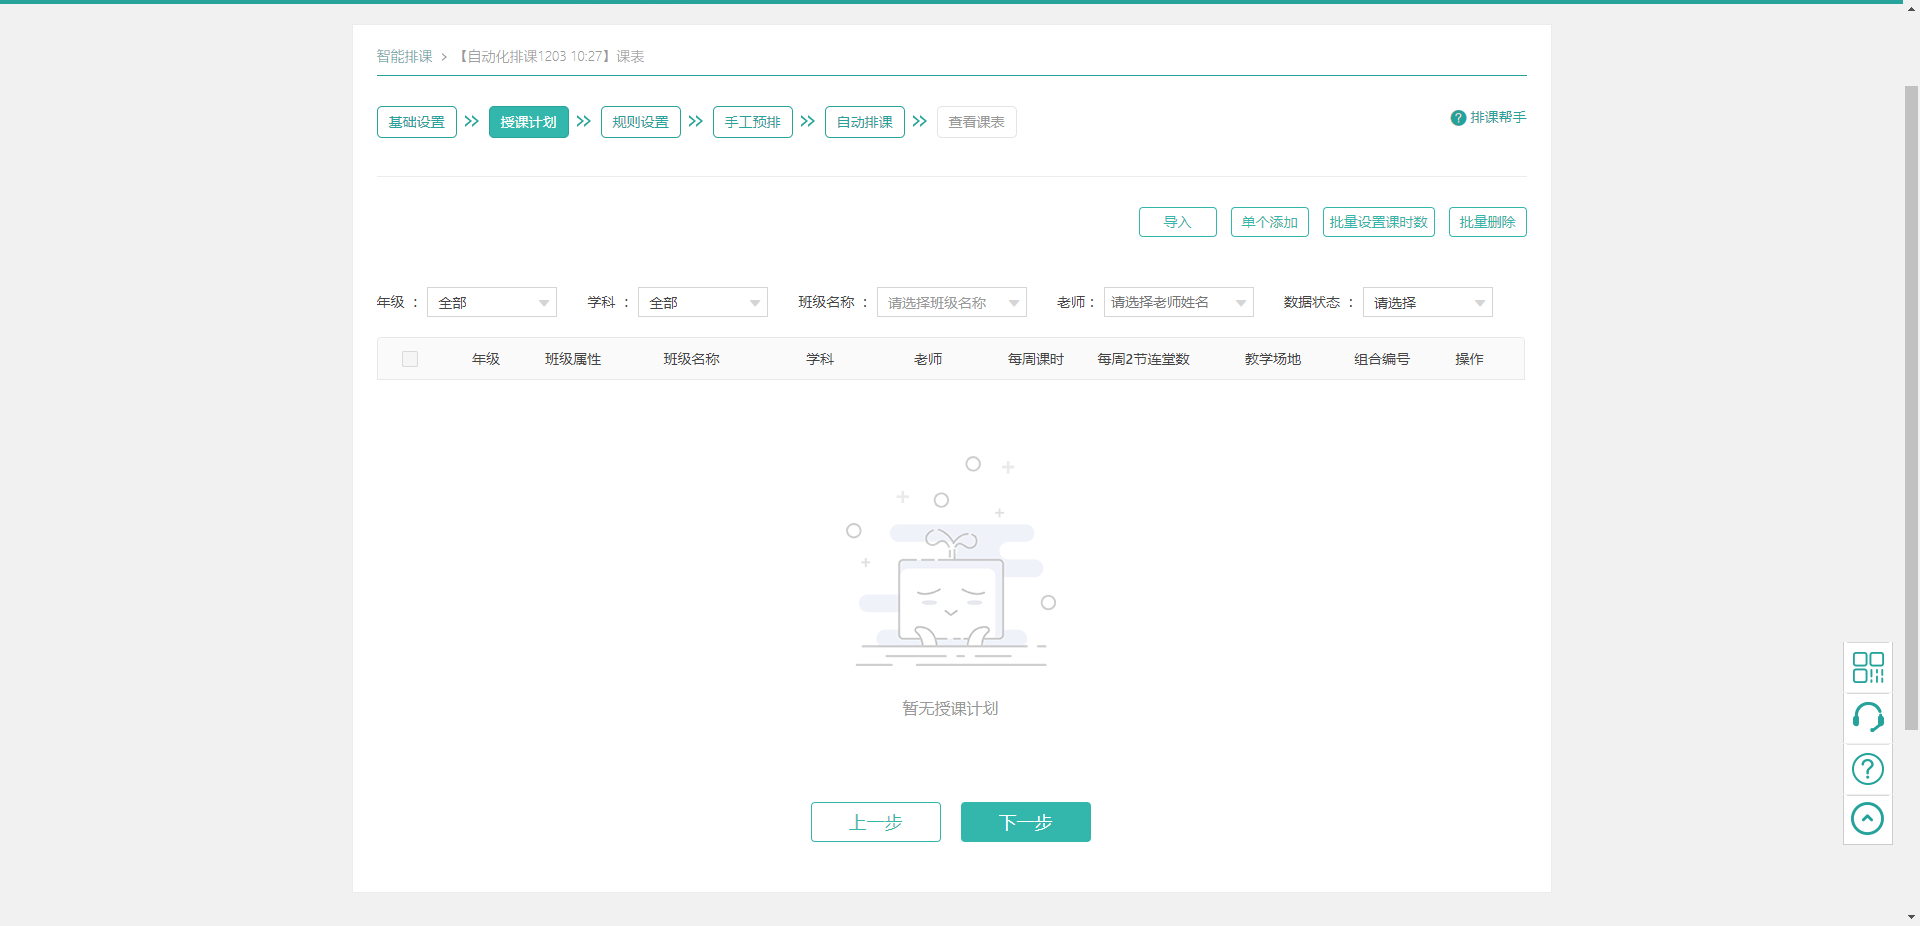 智能排课 > 【自动化排课1203 10:27】课表
基础设置 授课计划 规则设置 手工预排 自动排课 查看课表 ? 排课帮手
导入 单个添加 批量设置课时数 批量删除
年级 : 全部 学科 : 全部 班级名称 : 请选择班级名称 老师 : 请选择老师姓名 数据状态 : 请选择
年级 班级属性 班级名称 学科 老师 每周课时 每周2节连堂数 教学场地 组合编号 操作
暂无授课计划
上一步 下一步